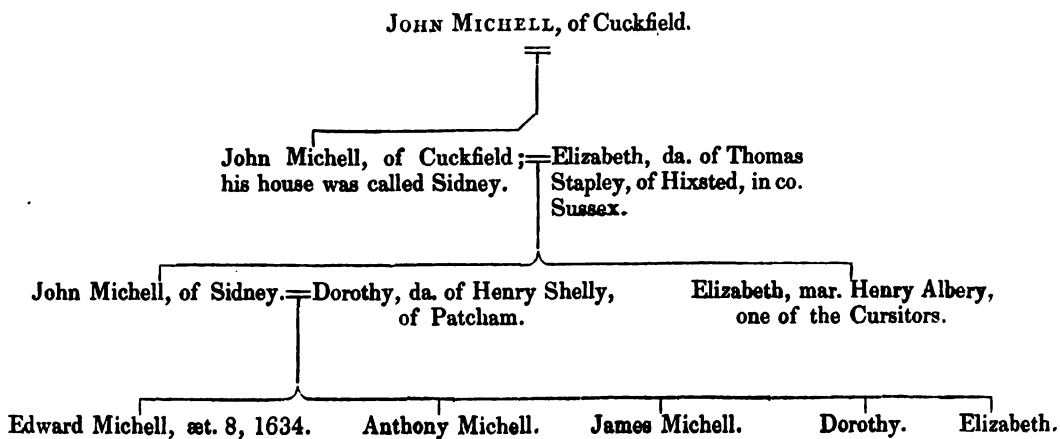 JOHN MICHELL, of Cuckfield.
John Michell, of Cuckfield; his house was called Sidney.
Elizabeth, da. of Thomas Stapley, of Hixsted, in co. Sussex.
John Michell, of Sidney.
Dorothy, da. of Henry Shelly, of Patcham.
Elizabeth, mar. Henry Albery, one of the Cursitors.
Edward Michell, æt. 8, 1634.
Anthony Michell.
James Michell.
Dorothy.
Elizabeth.